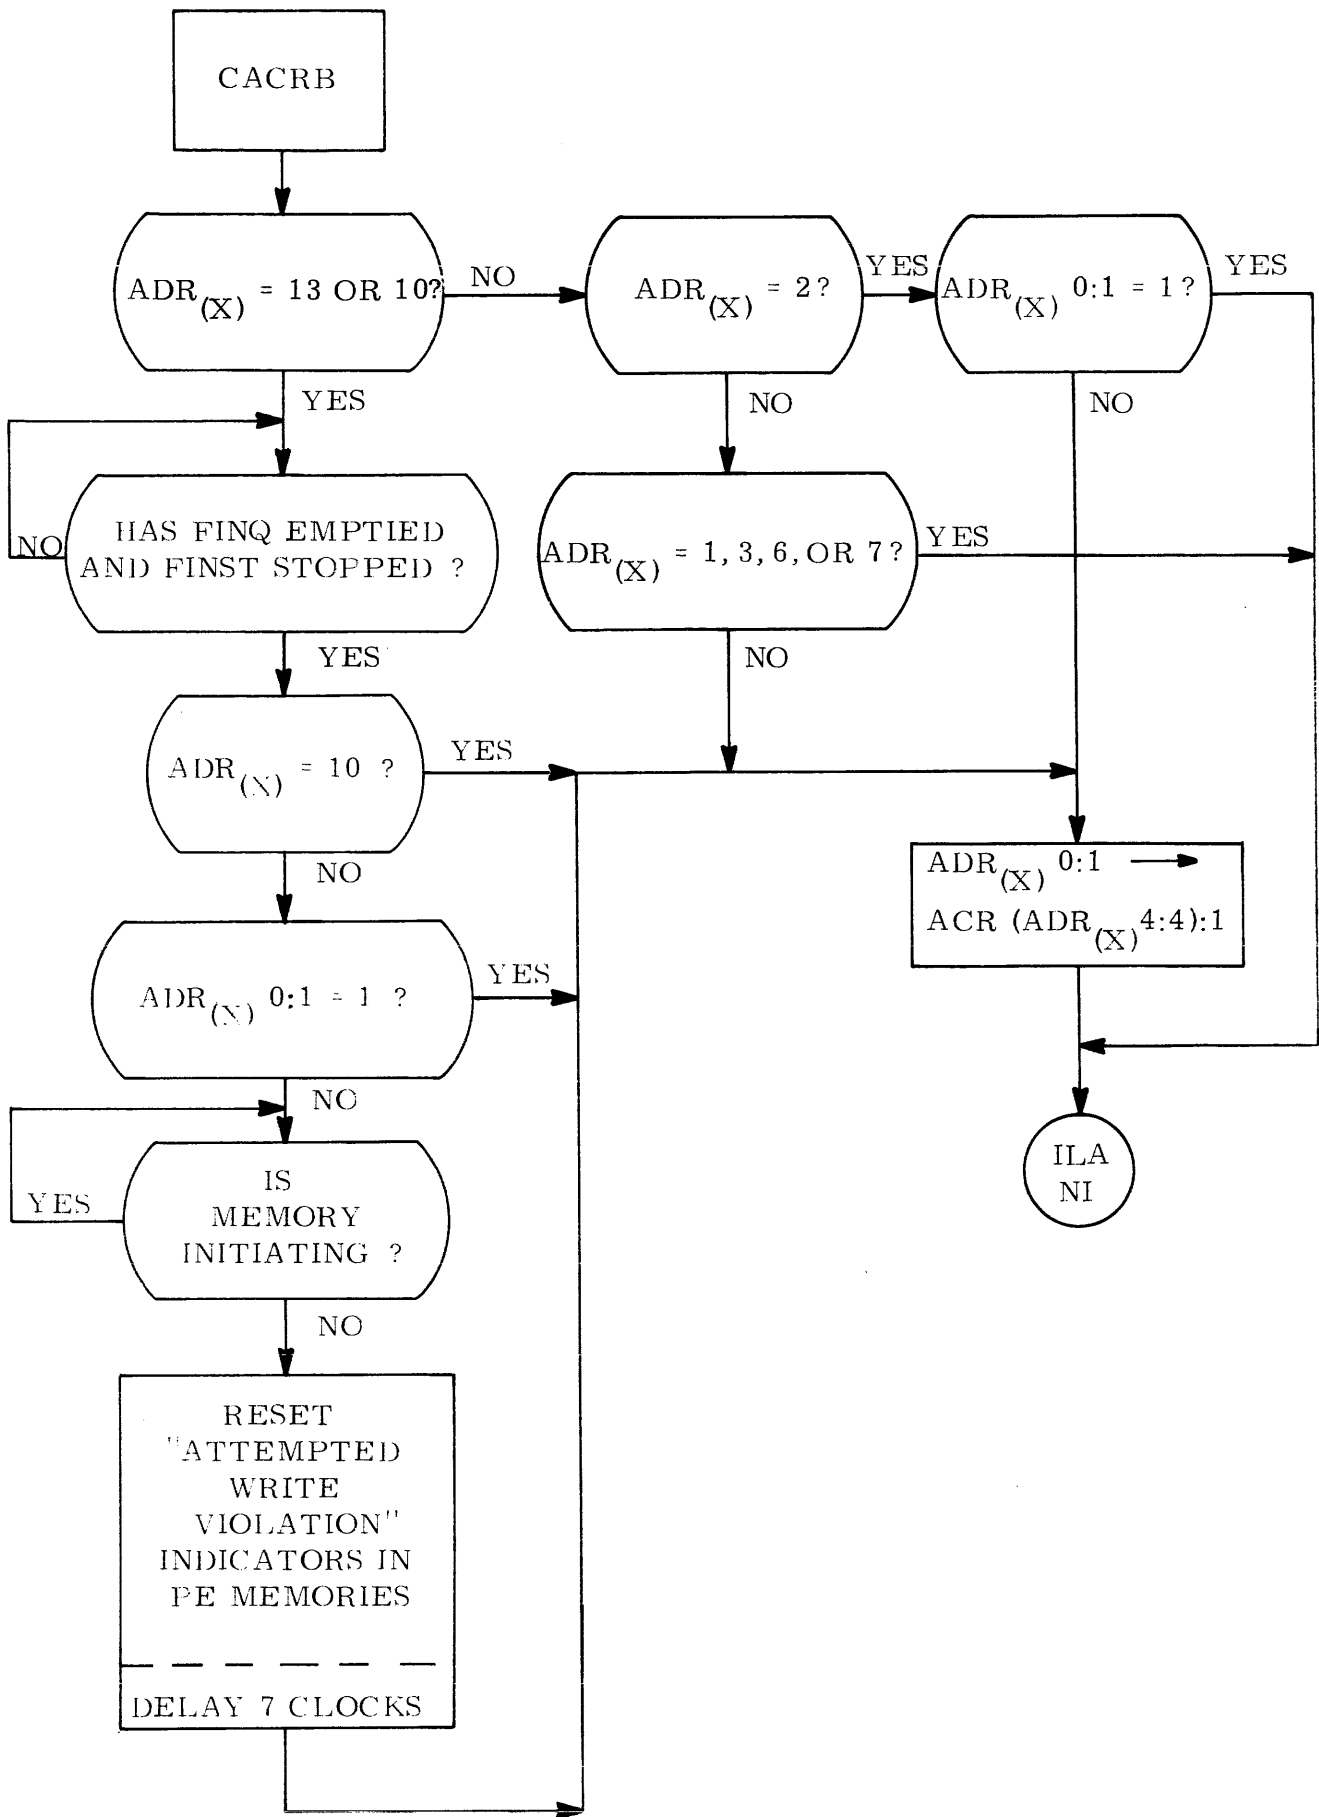 CACRB
ADR(X) = 13 OR 10?
NO
ADR(X) = 2?
YES
ADR(X) 0:1 = 1?
YES
YES
NO
NO
HAS FINQ EMPTIED
AND FINST STOPPED ?
NO
ADR(X) = 1, 3, 6, OR 7?
YES
YES
NO
ADR(X) = 10 ?
YES
NO
ADR(X) 0:1 →
ACR (ADR(X) 4:4):1
ADR(X) 0:1 = 1 ?
YES
NO
IS
MEMORY
INITIATING ?
YES
ILA
NI
NO
RESET
"ATTEMPTED
WRITE
VIOLATION"
INDICATORS IN
PE MEMORIES
DELAY 7 CLOCKS